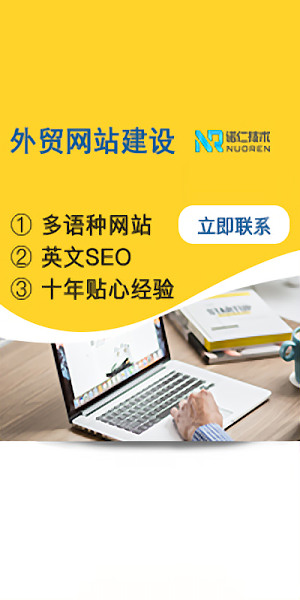 外贸网站建设
诺仁技术
NUOREN
① 多语种网站
立即联系
② 英文SEO
③ 十年贴心经验
STARTUP